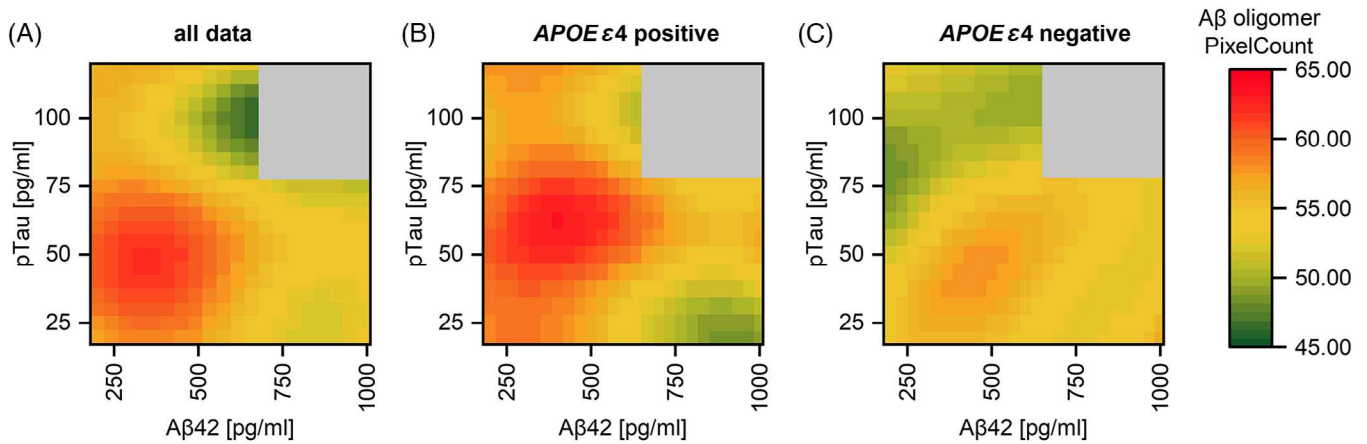 (A) all data
(B) APOE ε4 positive
(C) APOE ε4 negative
Aβ oligomer
PixelCount
pTau [pg/ml]
100
75
50
25
250
500
750
1000
Aβ42 [pg/ml]
pTau [pg/ml]
100
75
50
25
250
500
750
1000
Aβ42 [pg/ml]
pTau [pg/ml]
100
75
50
25
250
500
750
1000
Aβ42 [pg/ml]
65.00
60.00
55.00
50.00
45.00